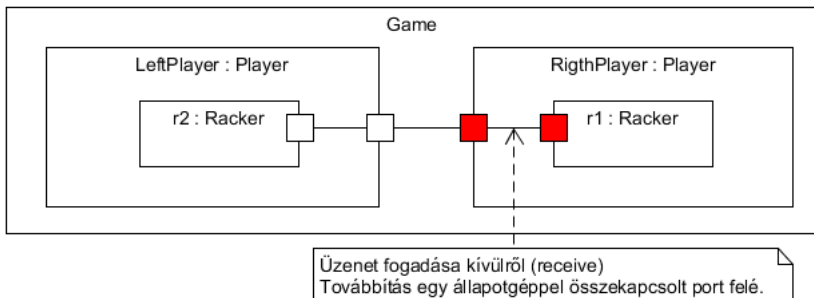 Game
LeftPlayer : Player
RigthPlayer : Player
r2 : Racker
r1 : Racker
Üzenet fogadása kívülről (receive)
Továbbítás egy állapotgéppel összekapcsolt port felé.